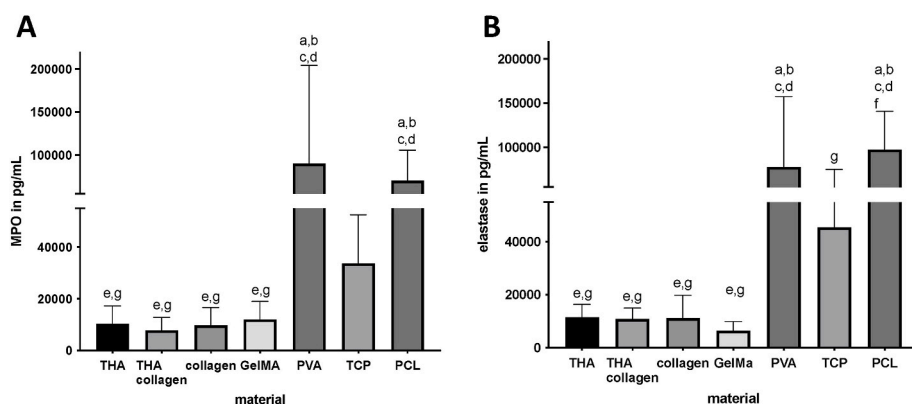 A
MPO in pg/mL
200000
150000
100000
40000
20000
0
e,g
e,g
e,g
e,g
a,b
c,d
a,b
c,d
THA
THA
collagen
collagen
GelMA
PVA
TCP
PCL
material
B
elastase in pg/mL
200000
150000
100000
40000
20000
0
e,g
e,g
e,g
e,g
a,b
c,d
g
a,b
c,d
f
THA
THA
collagen
collagen
GelMa
PVA
TCP
PCL
material